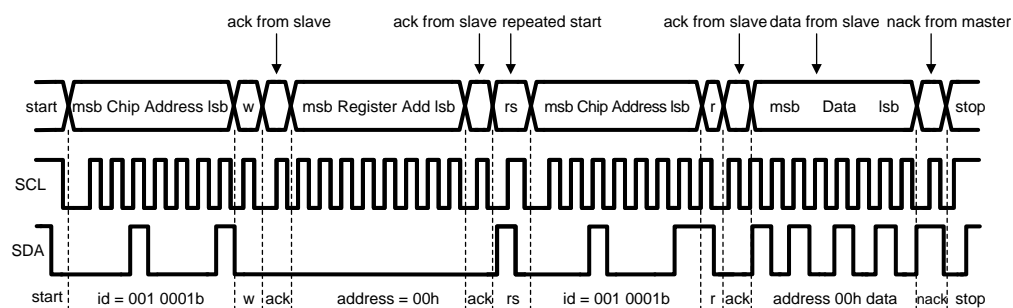 ack from slave ack from slave repeated start ack from slave data from slave nack from master
start msb Chip Address lsb w msb Register Add lsb rs msb Chip Address lsb r msb Data lsb stop
SCL
SDA
start id = 001 0001b w ack address = 00h ack rs id = 001 0001b r ack address 00h data nack stop